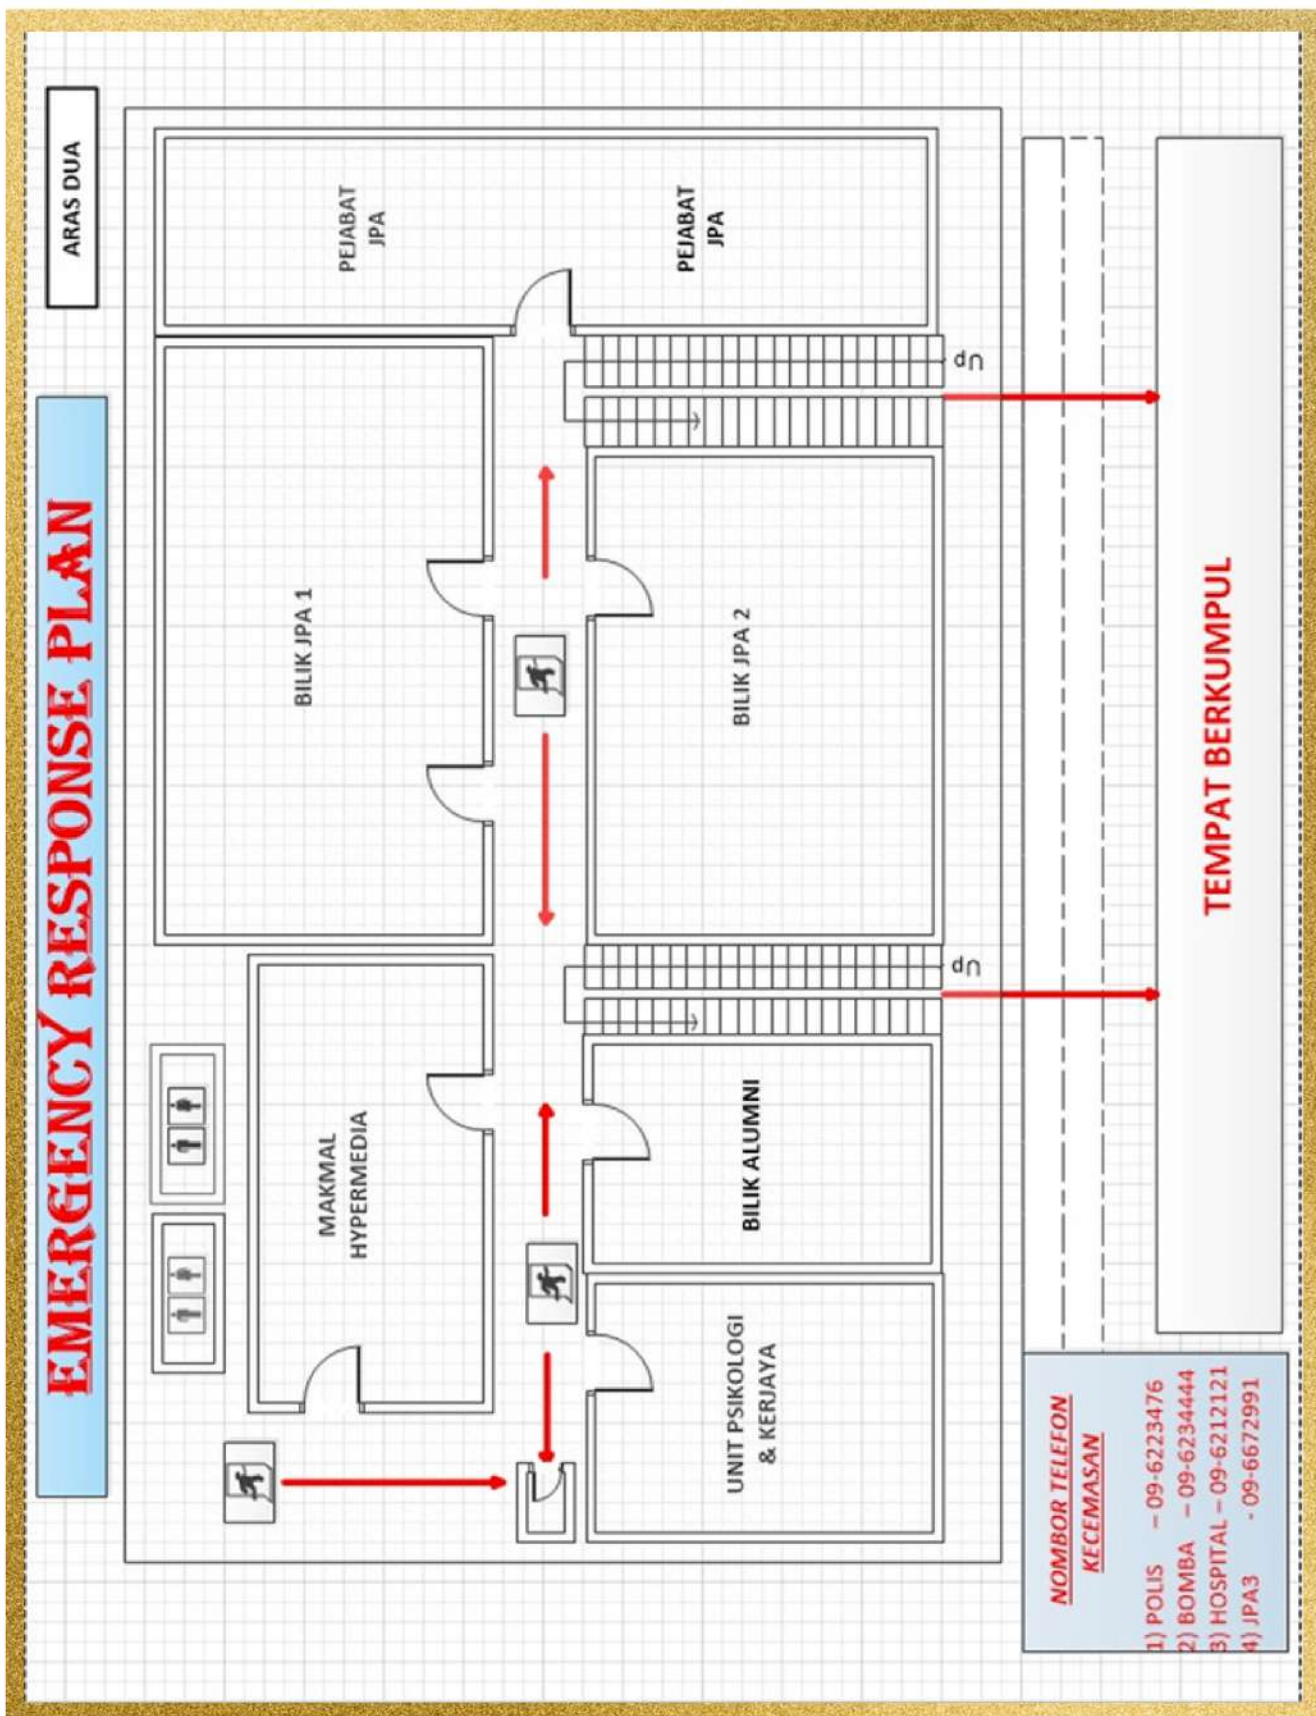 EMERGENCY RESPONSE PLAN
ARAS DUA
BILIK JPA 1
PEJABAT
JPA
MAKMAL
HYPERMEDIA
UNIT PSIKOLOGI
& KERJAYA
BILIK ALUMNI
BILIK JPA 2
PEJABAT
JPA
Up
Up
NOMBOR TELEFON
KECEMASAN
1) POLIS – 09-6223476
2) BOMBA – 09-6234444
3) HOSPITAL – 09-6212121
4) JPA3 - 09-6672991
TEMPAT BERKUMPUL